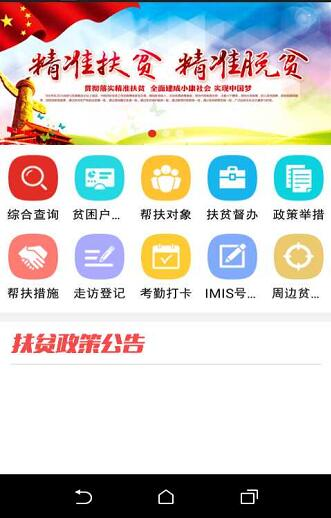 精准扶贫 精准脱贫
贯彻落实精准扶贫 全面建成小康社会 实现中国梦
综合查询 贫困户... 帮扶对象 扶贫督办 政策举措
帮扶措施 走访登记 考勤打卡 IMIS号... 周边贫...
扶贫政策公告